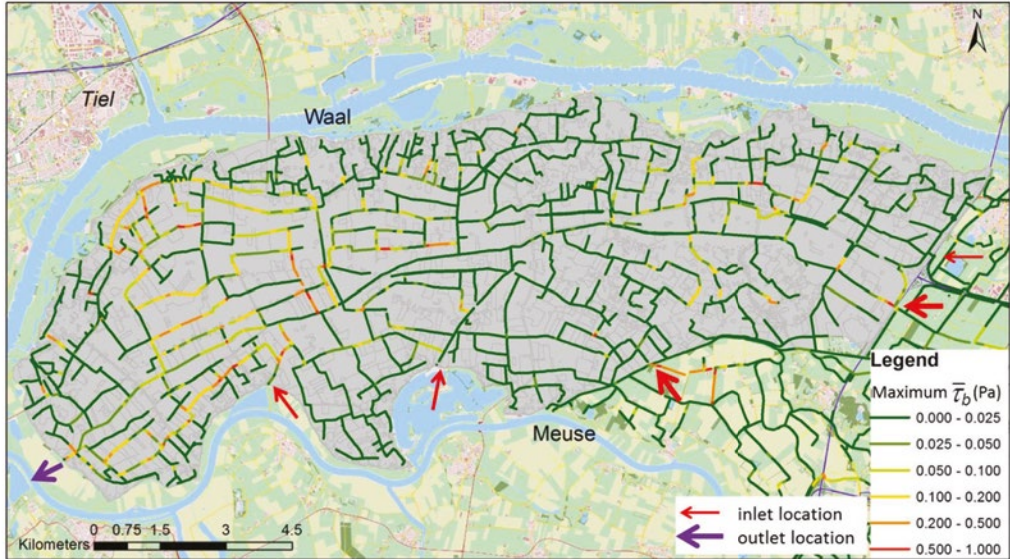 N
Tiel
Waal
Meuse
Legend
Maximum τ̅b (Pa)
0.000 - 0.025
0.025 - 0.050
0.050 - 0.100
0.100 - 0.200
0.200 - 0.500
0.500 - 1.000
inlet location
outlet location
0 0.75 1.5 3 4.5
Kilometers